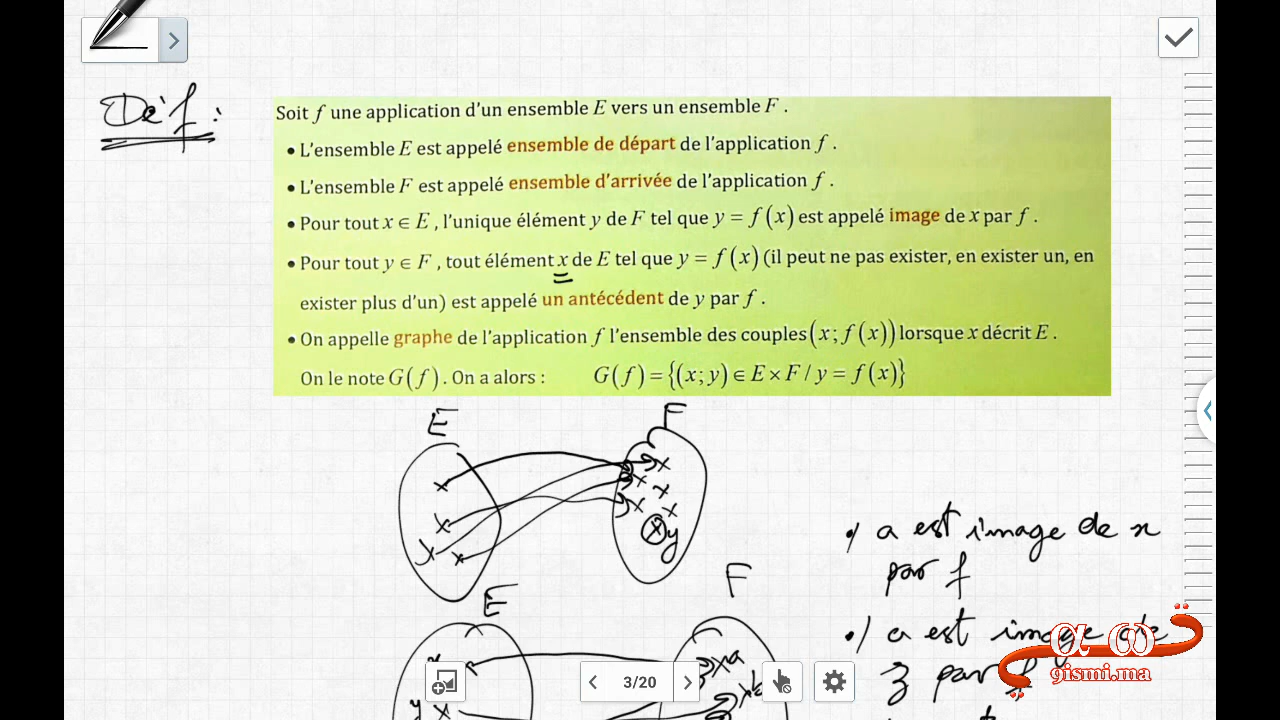 Déf :
Soit f une application d'un ensemble E vers un ensemble F .
• L'ensemble E est appelé ensemble de départ de l'application f .
• L'ensemble F est appelé ensemble d'arrivée de l'application f .
• Pour tout x ∈ E , l'unique élément y de F tel que y = f(x) est appelé image de x par f .
• Pour tout y ∈ F , tout élément x de E tel que y = f(x) (il peut ne pas exister, en exister un, en
exister plus d'un) est appelé un antécédent de y par f .
• On appelle graphe de l'application f l'ensemble des couples (x ; f(x)) lorsque x décrit E .
On le note G(f) . On a alors : G(f) = {(x; y) ∈ E × F / y = f(x)}
E F
y
•) a est l'image de x
par f
E F
•) a est image de
z par f
a
y b
3/20
α ω ق
9ismi.ma